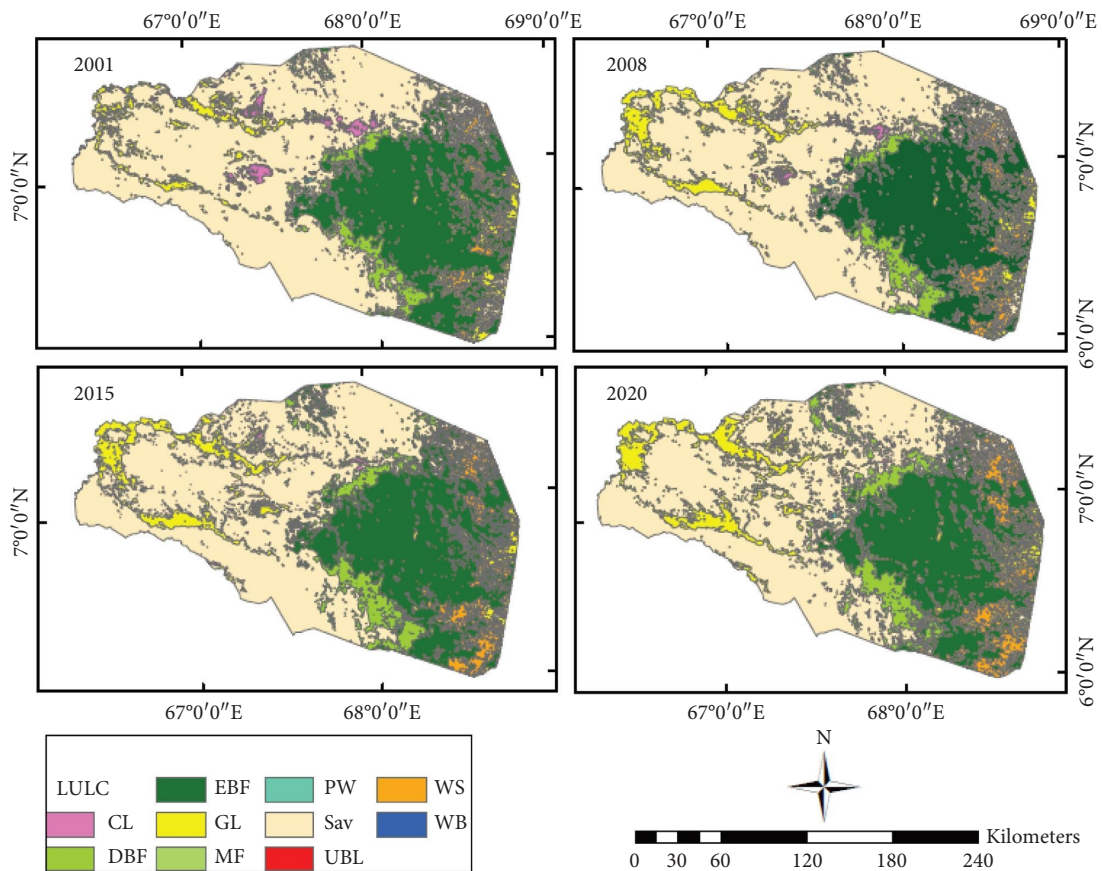 67°0′0″E 68°0′0″E 69°0′0″E
67°0′0″E 68°0′0″E 69°0′0″E
2001
2008
7°0′0″N
7°0′0″N
6°0′0″N
2015
2020
7°0′0″N
7°0′0″N
6°0′0″N
67°0′0″E 68°0′0″E
67°0′0″E 68°0′0″E
LULC
CL
DBF
EBF
GL
MF
PW
Sav
UBL
WS
WB
N
Kilometers
0 15 30 60 120 180 240